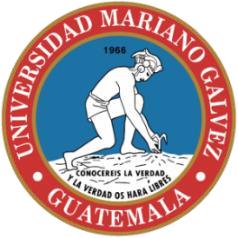 UNIVERSIDAD MARIANO GALVEZ
1966
CONOCEREIS LA VERDAD
Y LA VERDAD OS HARA LIBRES
GUATEMALA